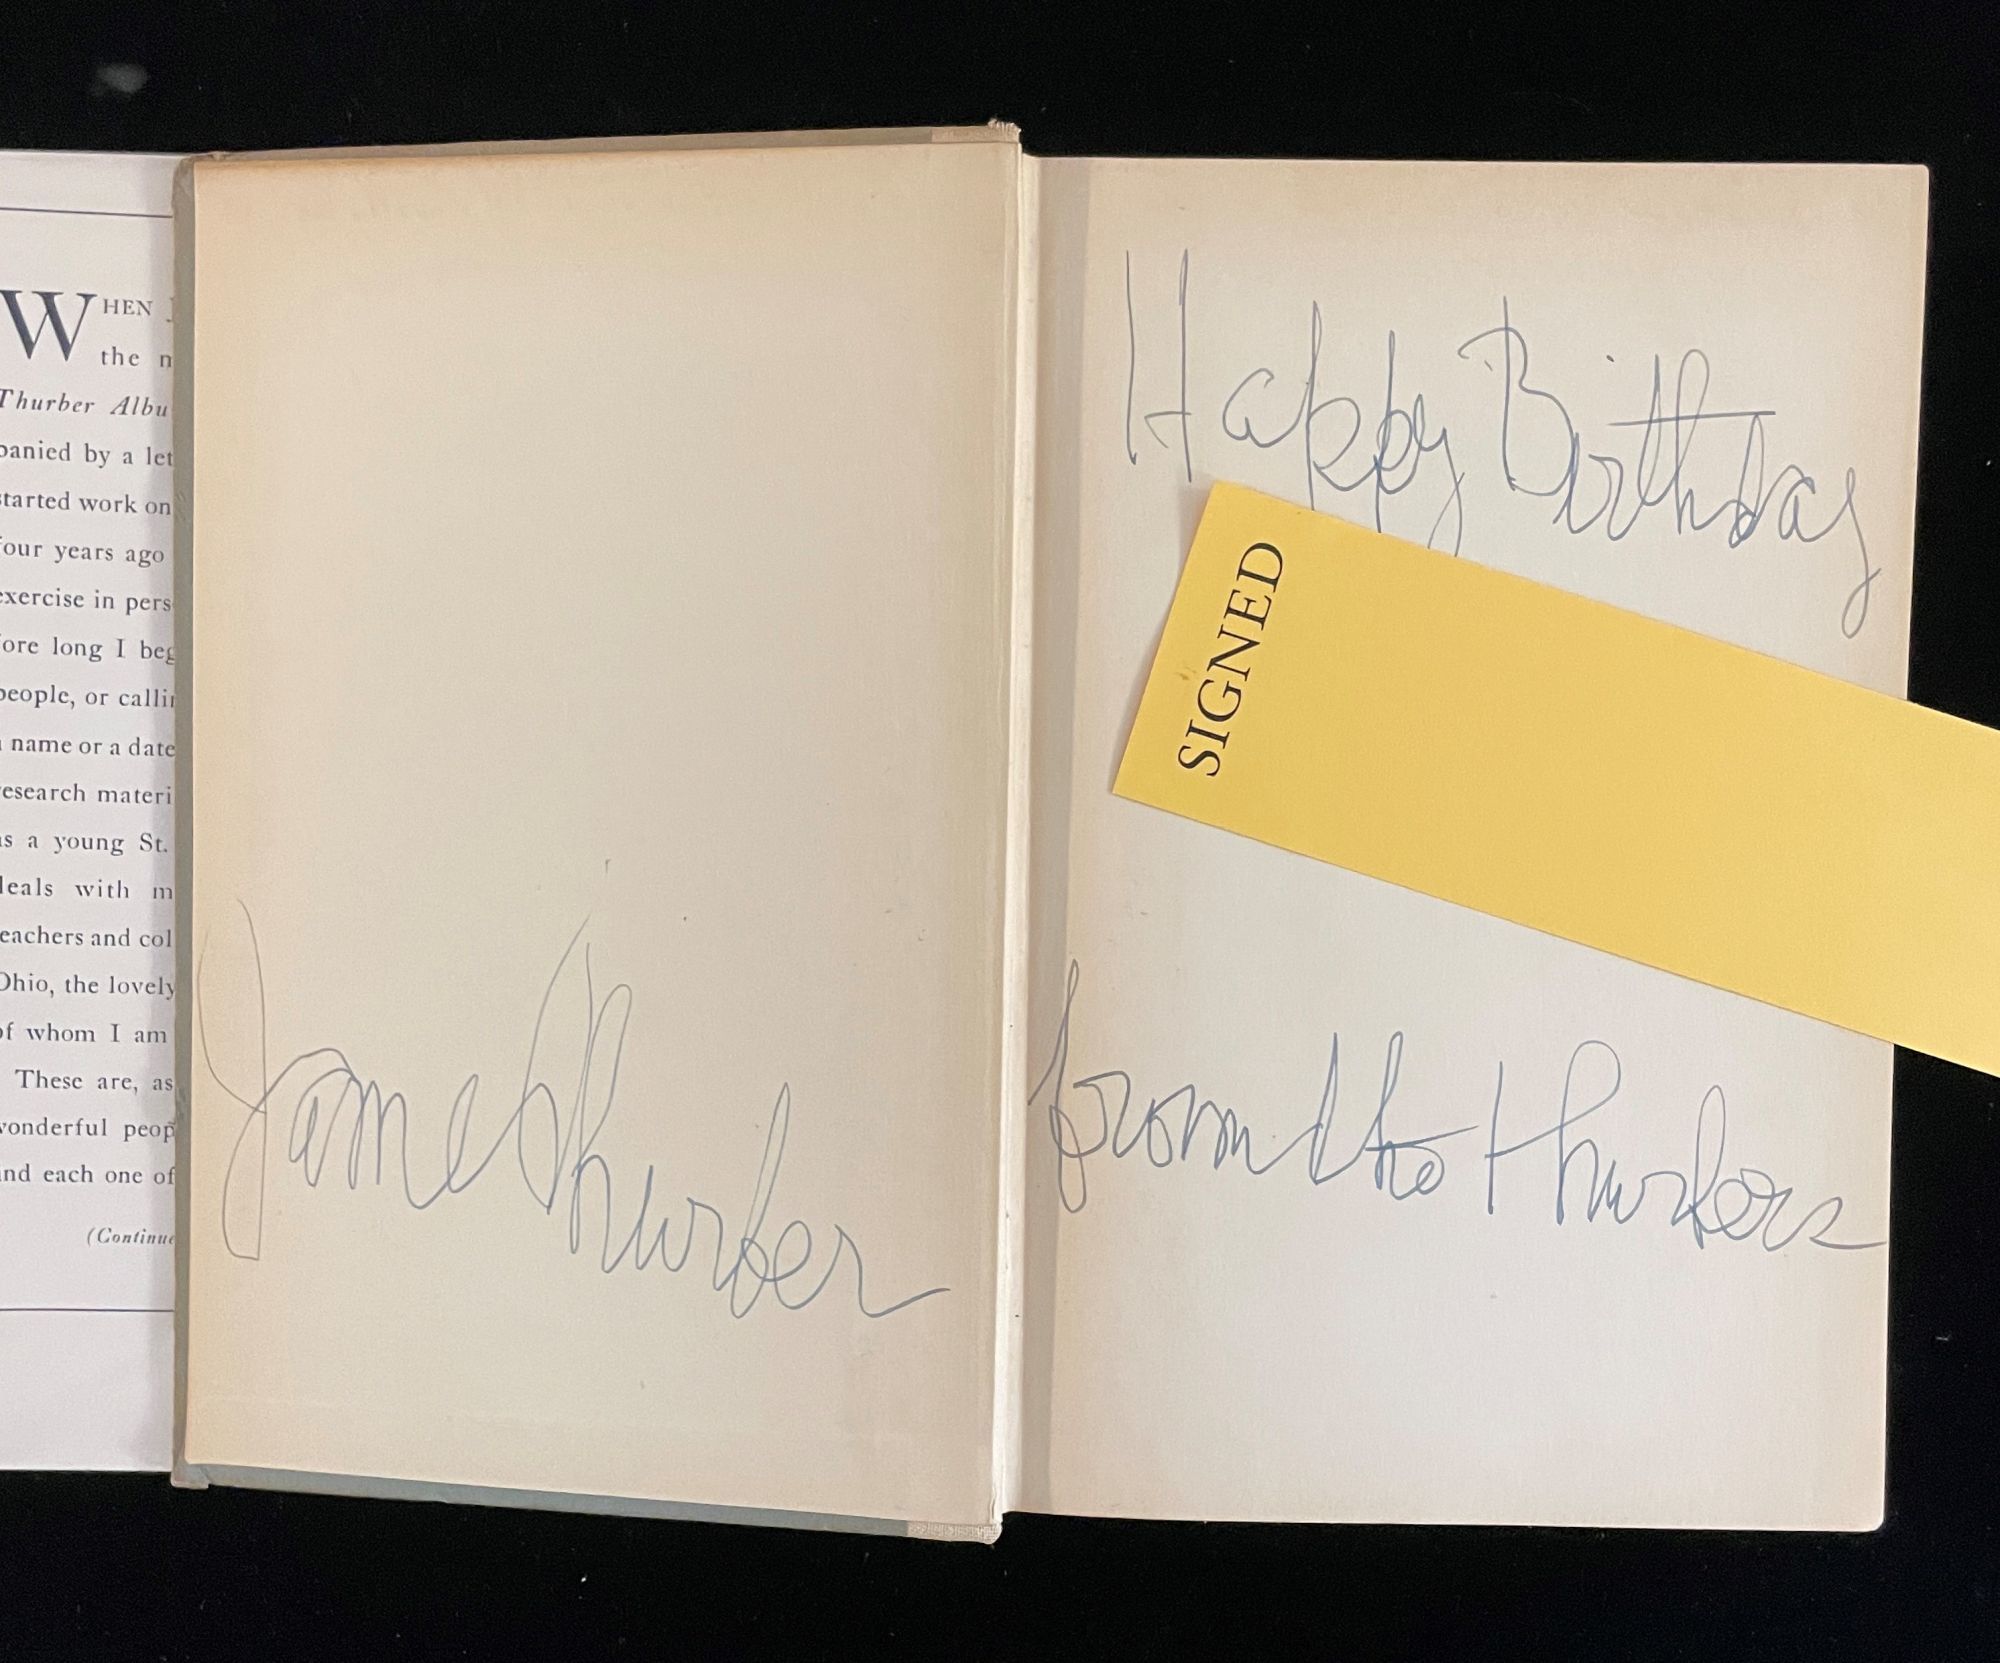 WHEN
the
Thurber Albu
panied by a let
started work on
four years ago
exercise in pers
fore long I beg
people, or callin
name or a date
research materi
as a young St.
deals with m
teachers and col
Ohio, the lovely
of whom I am
These are, as
wonderful peop
and each one of
(Continue
James Thurber
Happy Birthday
SIGNED
from the Thurbers